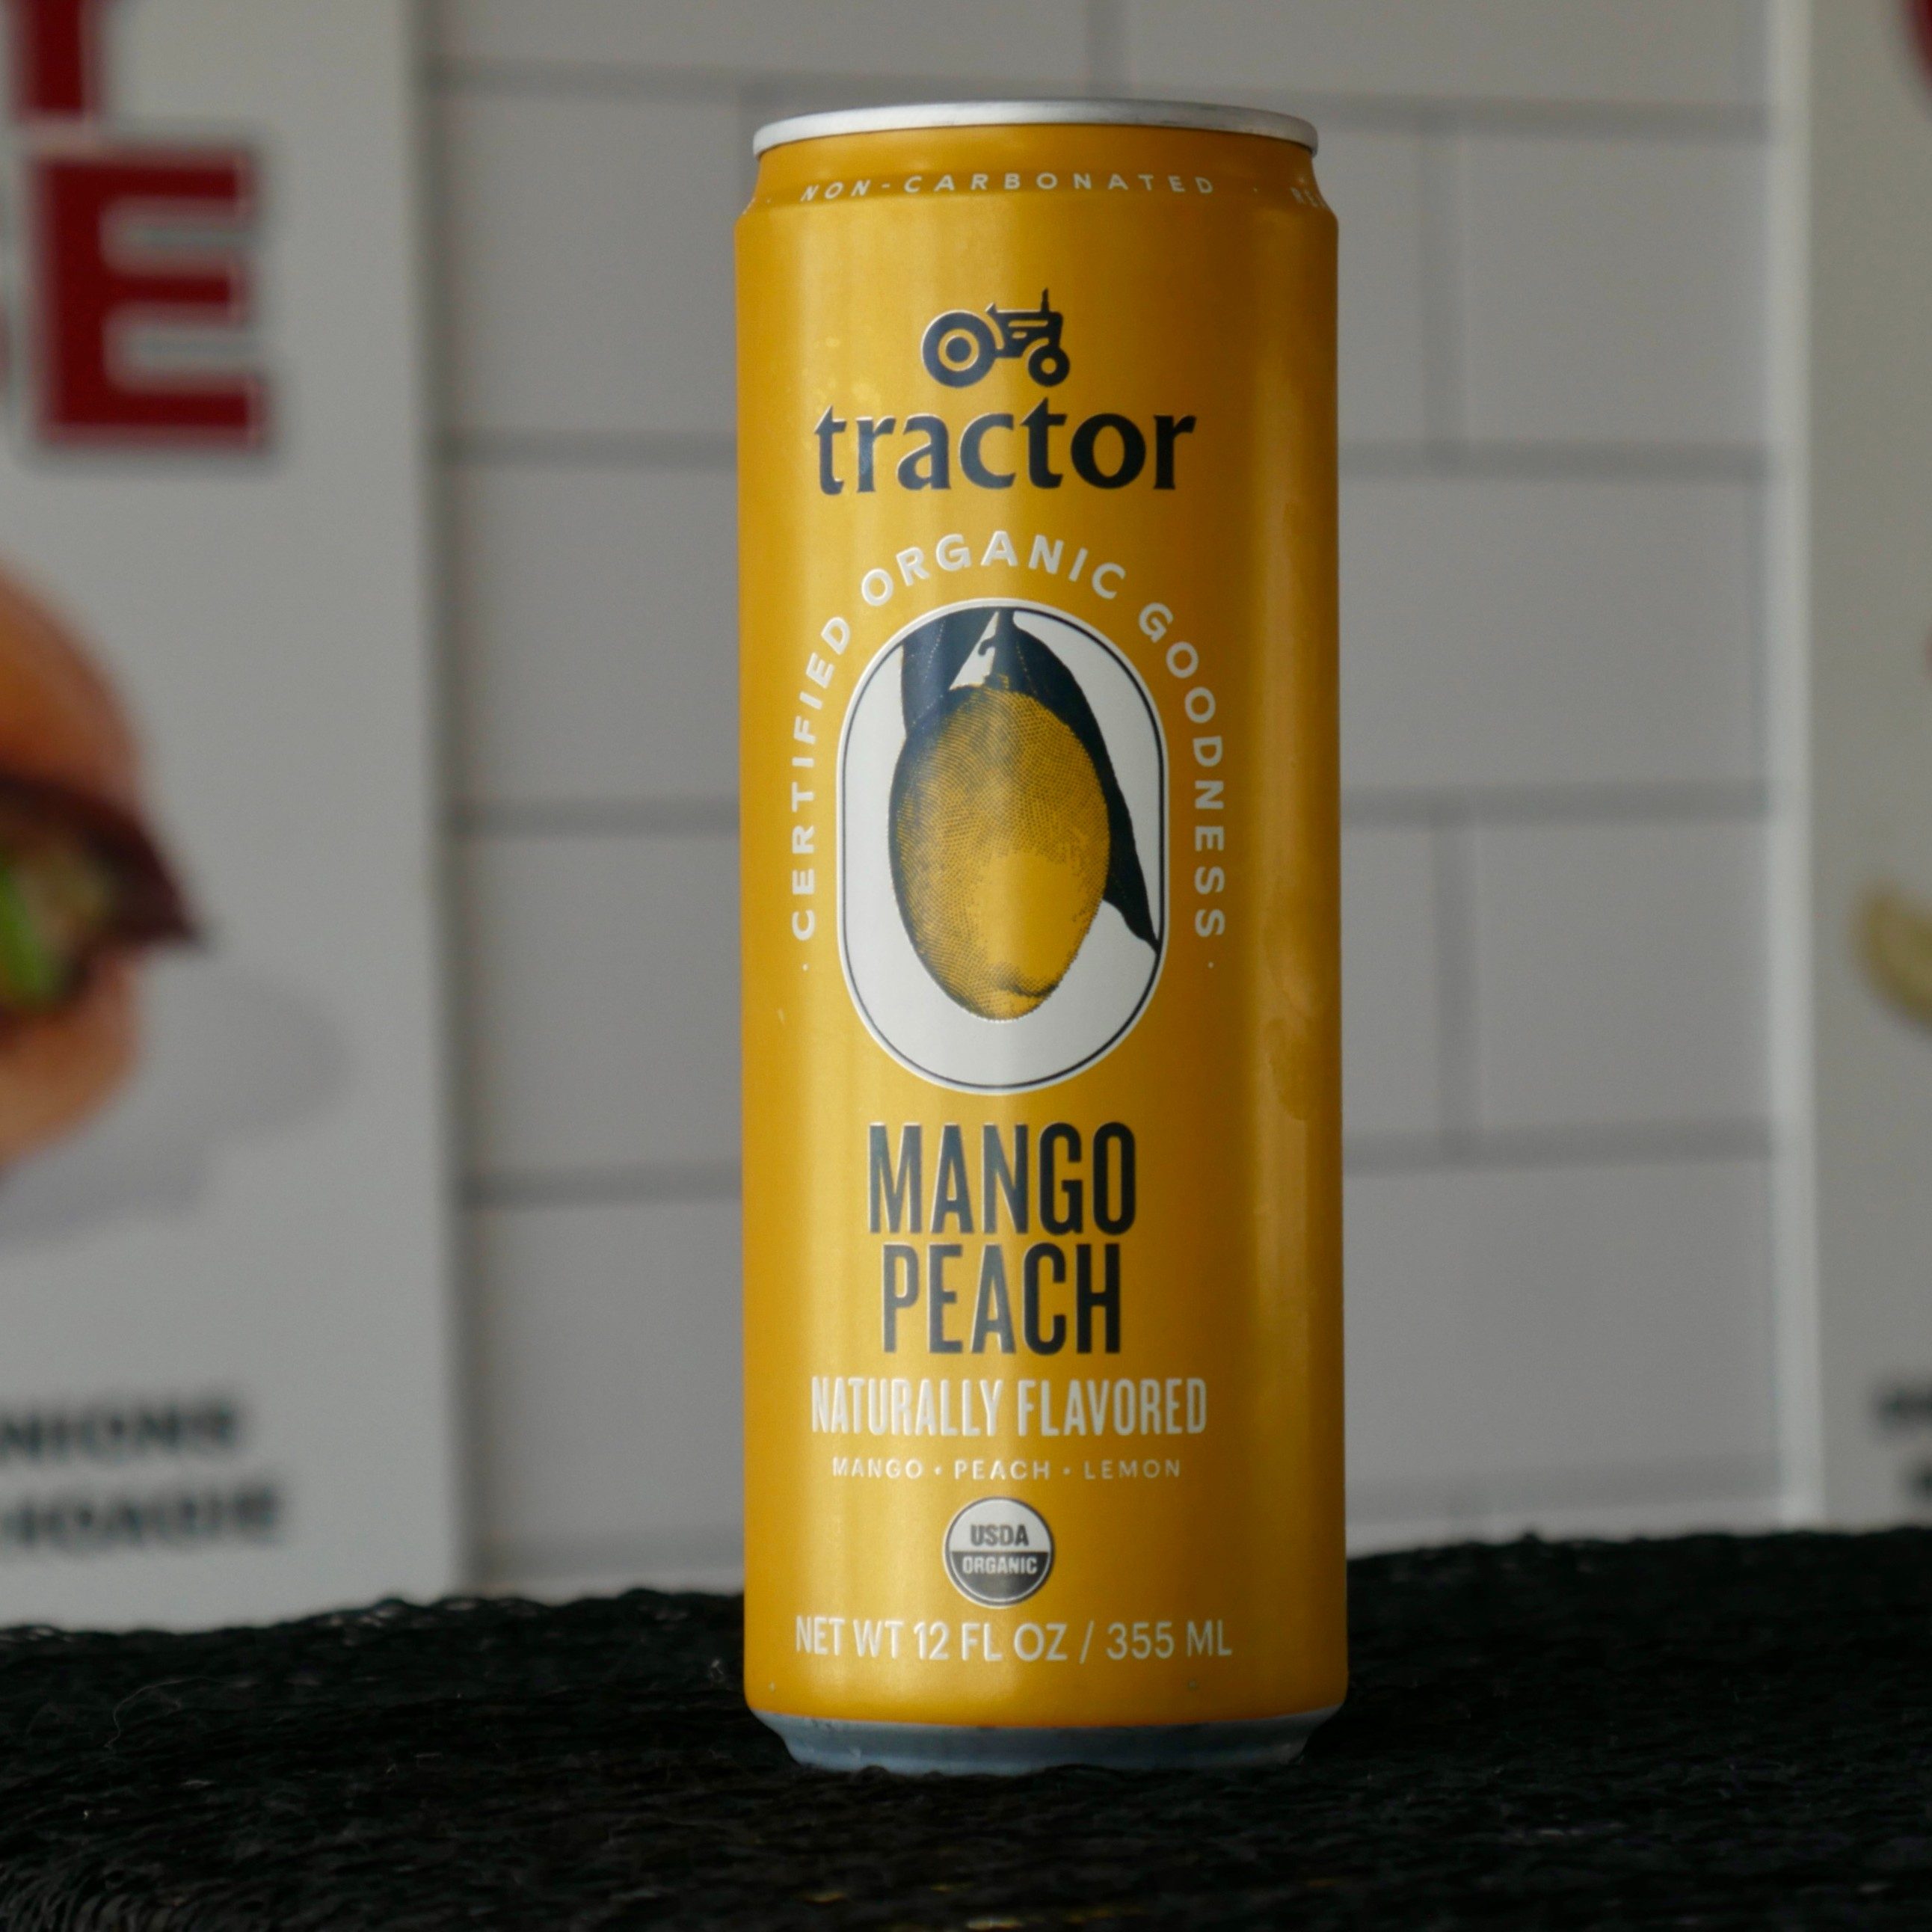 NON-CARBONATED
tractor
· CERTIFIED ORGANIC GOODNESS ·
MANGO
PEACH
NATURALLY FLAVORED
MANGO • PEACH • LEMON
USDA
ORGANIC
NET WT 12 FL OZ / 355 ML